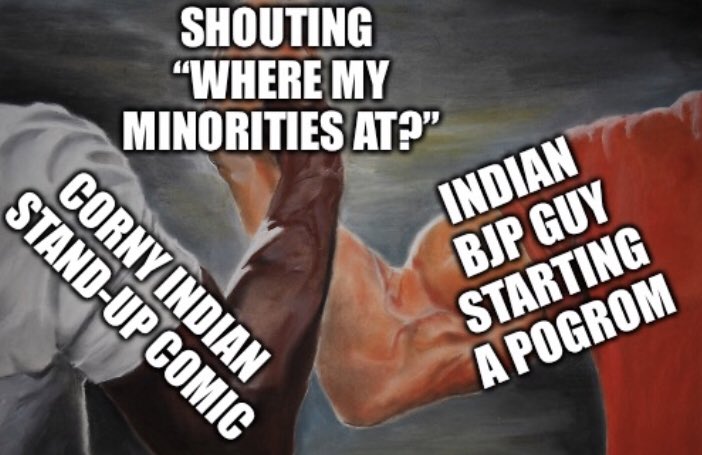 SHOUTING
“WHERE MY
MINORITIES AT?”
CORNY INDIAN
STAND-UP COMIC
INDIAN
BJP GUY
STARTING
A POGROM